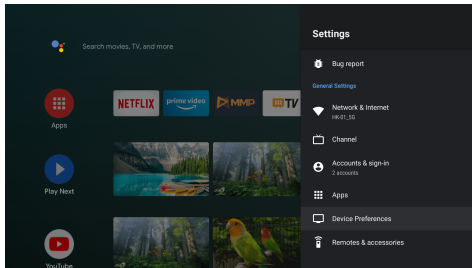 Search movies, TV, and more
Apps
NETFLIX
prime video
MMP
TV
Play Next
YouTube
Settings
Bug report
General Settings
Network & Internet
HK-01_5G
Channel
Accounts & sign-in
2 accounts
Apps
Device Preferences
Remotes & accessories